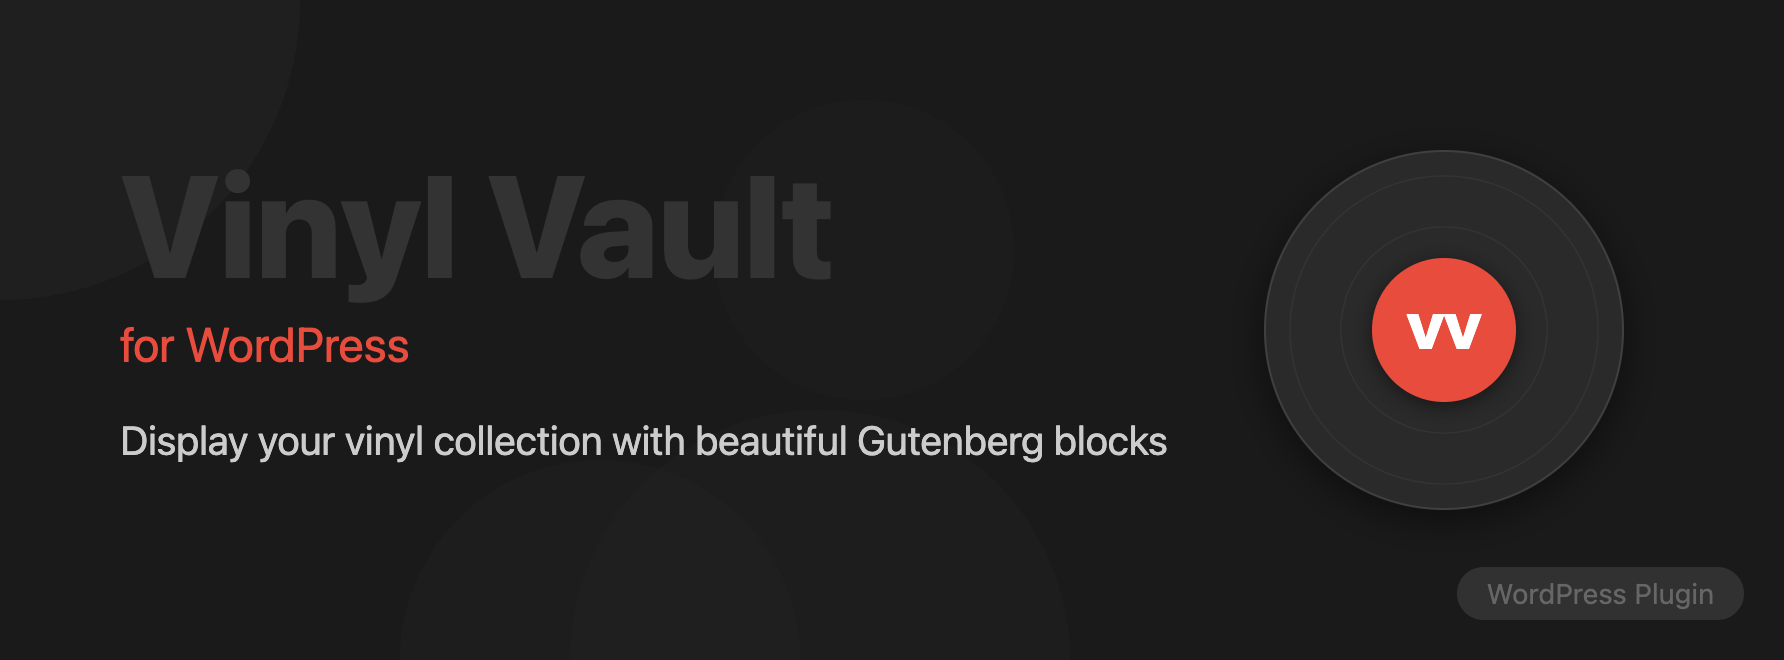 Vinyl Vault
for WordPress
Display your vinyl collection with beautiful Gutenberg blocks
VV
WordPress Plugin